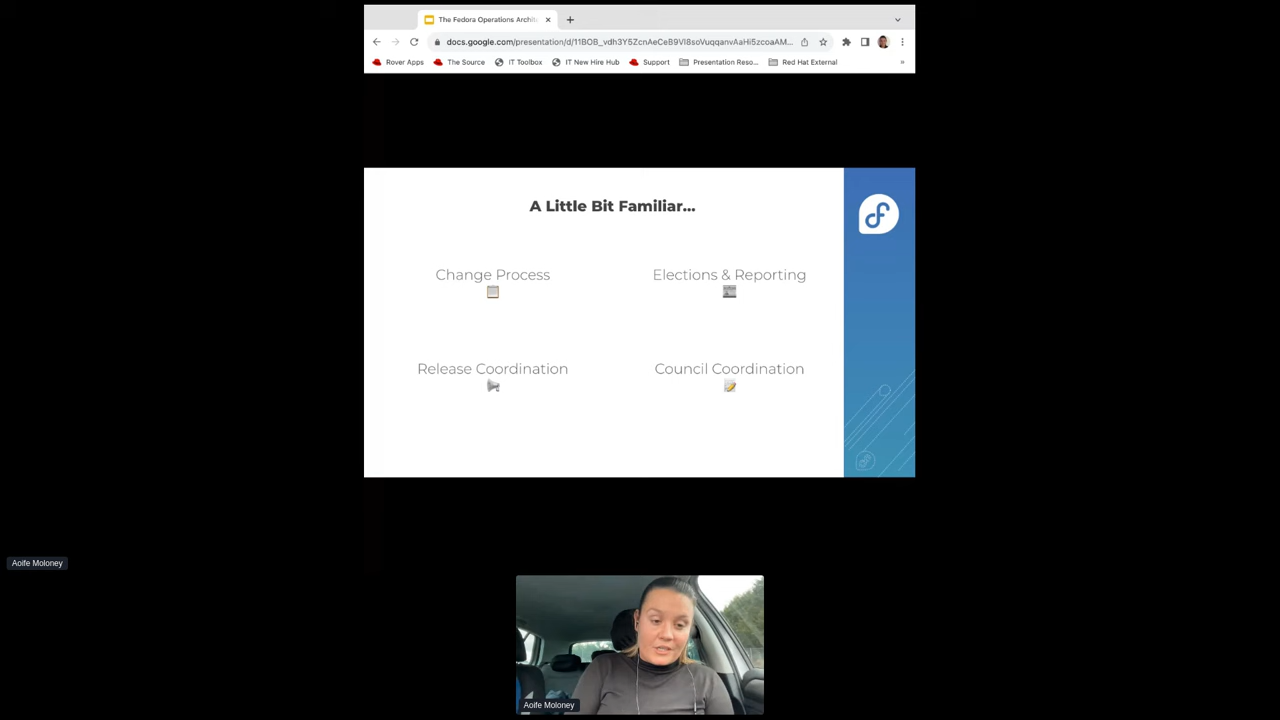 The Fedora Operations Archit
docs.google.com/presentation/d/11BOB_vdh3Y5ZcnAeCeB9Vl8soVuqqanvAaHi5zcoaAM...
Rover Apps
The Source
IT Toolbox
IT New Hire Hub
Support
Presentation Reso...
Red Hat External
A Little Bit Familiar...
Change Process
Elections & Reporting
Release Coordination
Council Coordination
Aoife Moloney
Aoife Moloney